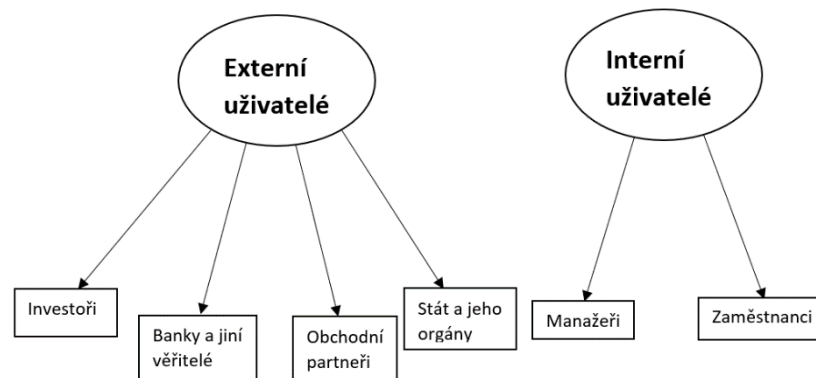 Externí
uživatelé
Interní
uživatelé
Investoři
Banky a jiní
věřitelé
Obchodní
partneři
Stát a jeho
orgány
Manažeři
Zaměstnanci